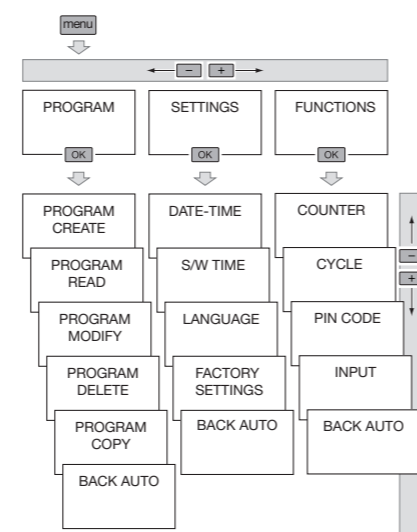 menu
− +
PROGRAM
OK
SETTINGS
OK
FUNCTIONS
OK
PROGRAM
CREATE
PROGRAM
READ
PROGRAM
MODIFY
PROGRAM
DELETE
PROGRAM
COPY
BACK AUTO
DATE-TIME
S/W TIME
LANGUAGE
FACTORY
SETTINGS
BACK AUTO
COUNTER
CYCLE
PIN CODE
INPUT
BACK AUTO
−
+